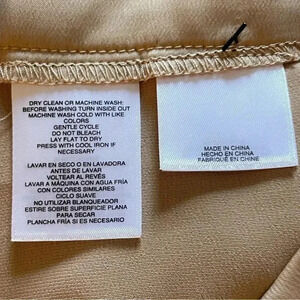 DRY CLEAN OR MACHINE WASH:
BEFORE WASHING TURN INSIDE OUT
MACHINE WASH COLD WITH LIKE
COLORS
GENTLE CYCLE
DO NOT BLEACH
LAY FLAT TO DRY
PRESS WITH COOL IRON IF
NECESSARY
LAVAR EN SECO O EN LAVADORA
ANTES DE LAVAR
VOLTEAR AL REVÉS
LAVAR A MÁQUINA CON AGUA FRÍA
CON COLORES SIMILARES
CICLO SUAVE
NO UTILIZAR BLANQUEADOR
ESTIRE SOBRE SUPERFICIE PLANA
PARA SECAR
PLANCHA FRÍA SI ES NECESARIO
MADE IN CHINA
HECHO EN CHINA
FABRIQUÉ EN CHINE